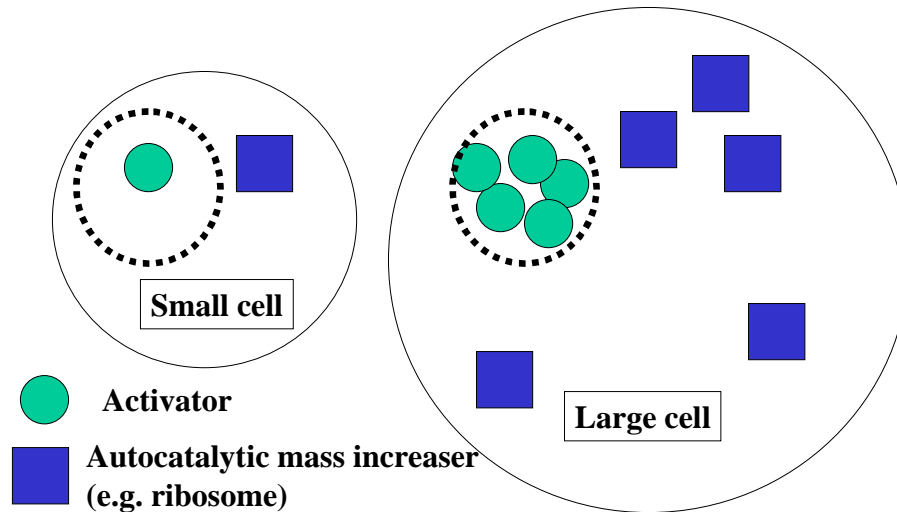 Small cell
Large cell
Activator
Autocatalytic mass increaser
(e.g. ribosome)